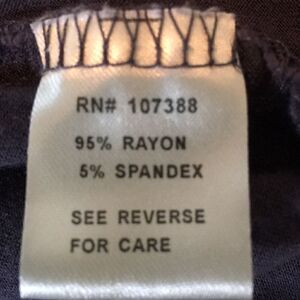 RN# 107388
95% RAYON
5% SPANDEX
SEE REVERSE
FOR CARE